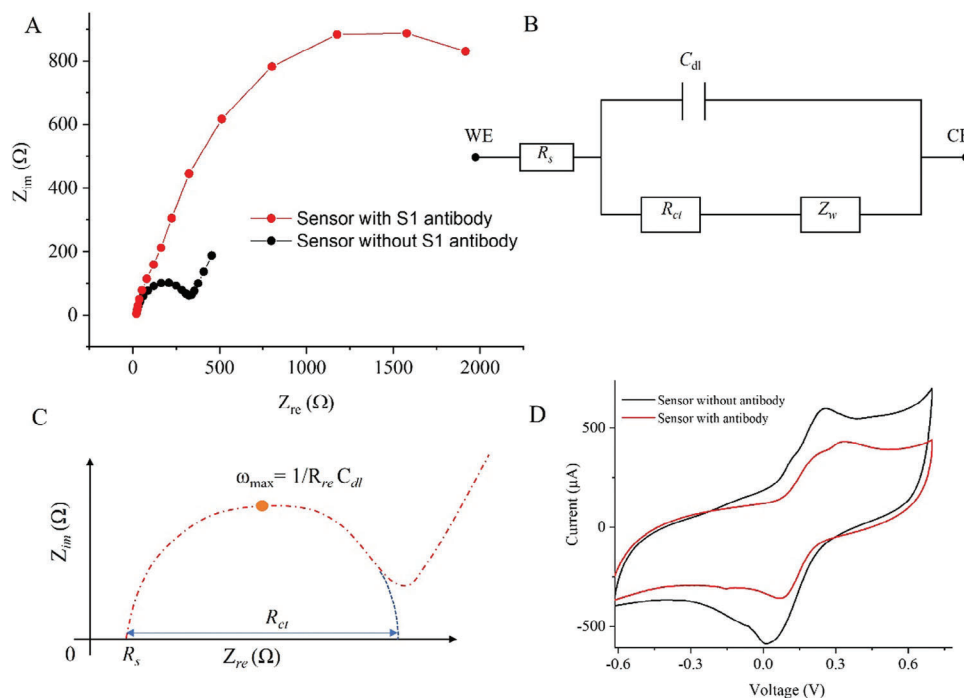 A
800
600
400
200
0
Z_im (Ω)
Sensor with S1 antibody
Sensor without S1 antibody
0 500 1000 1500 2000
Z_re (Ω)
B
C_dl
WE
R_s
CE
R_ct
Z_w
C
ω_max = 1/R_re C_dl
Z_im (Ω)
R_ct
0
R_s
Z_re (Ω)
D
Sensor without antibody
Sensor with antibody
500
0
-500
Current (µA)
-0.6 -0.3 0.0 0.3 0.6
Voltage (V)